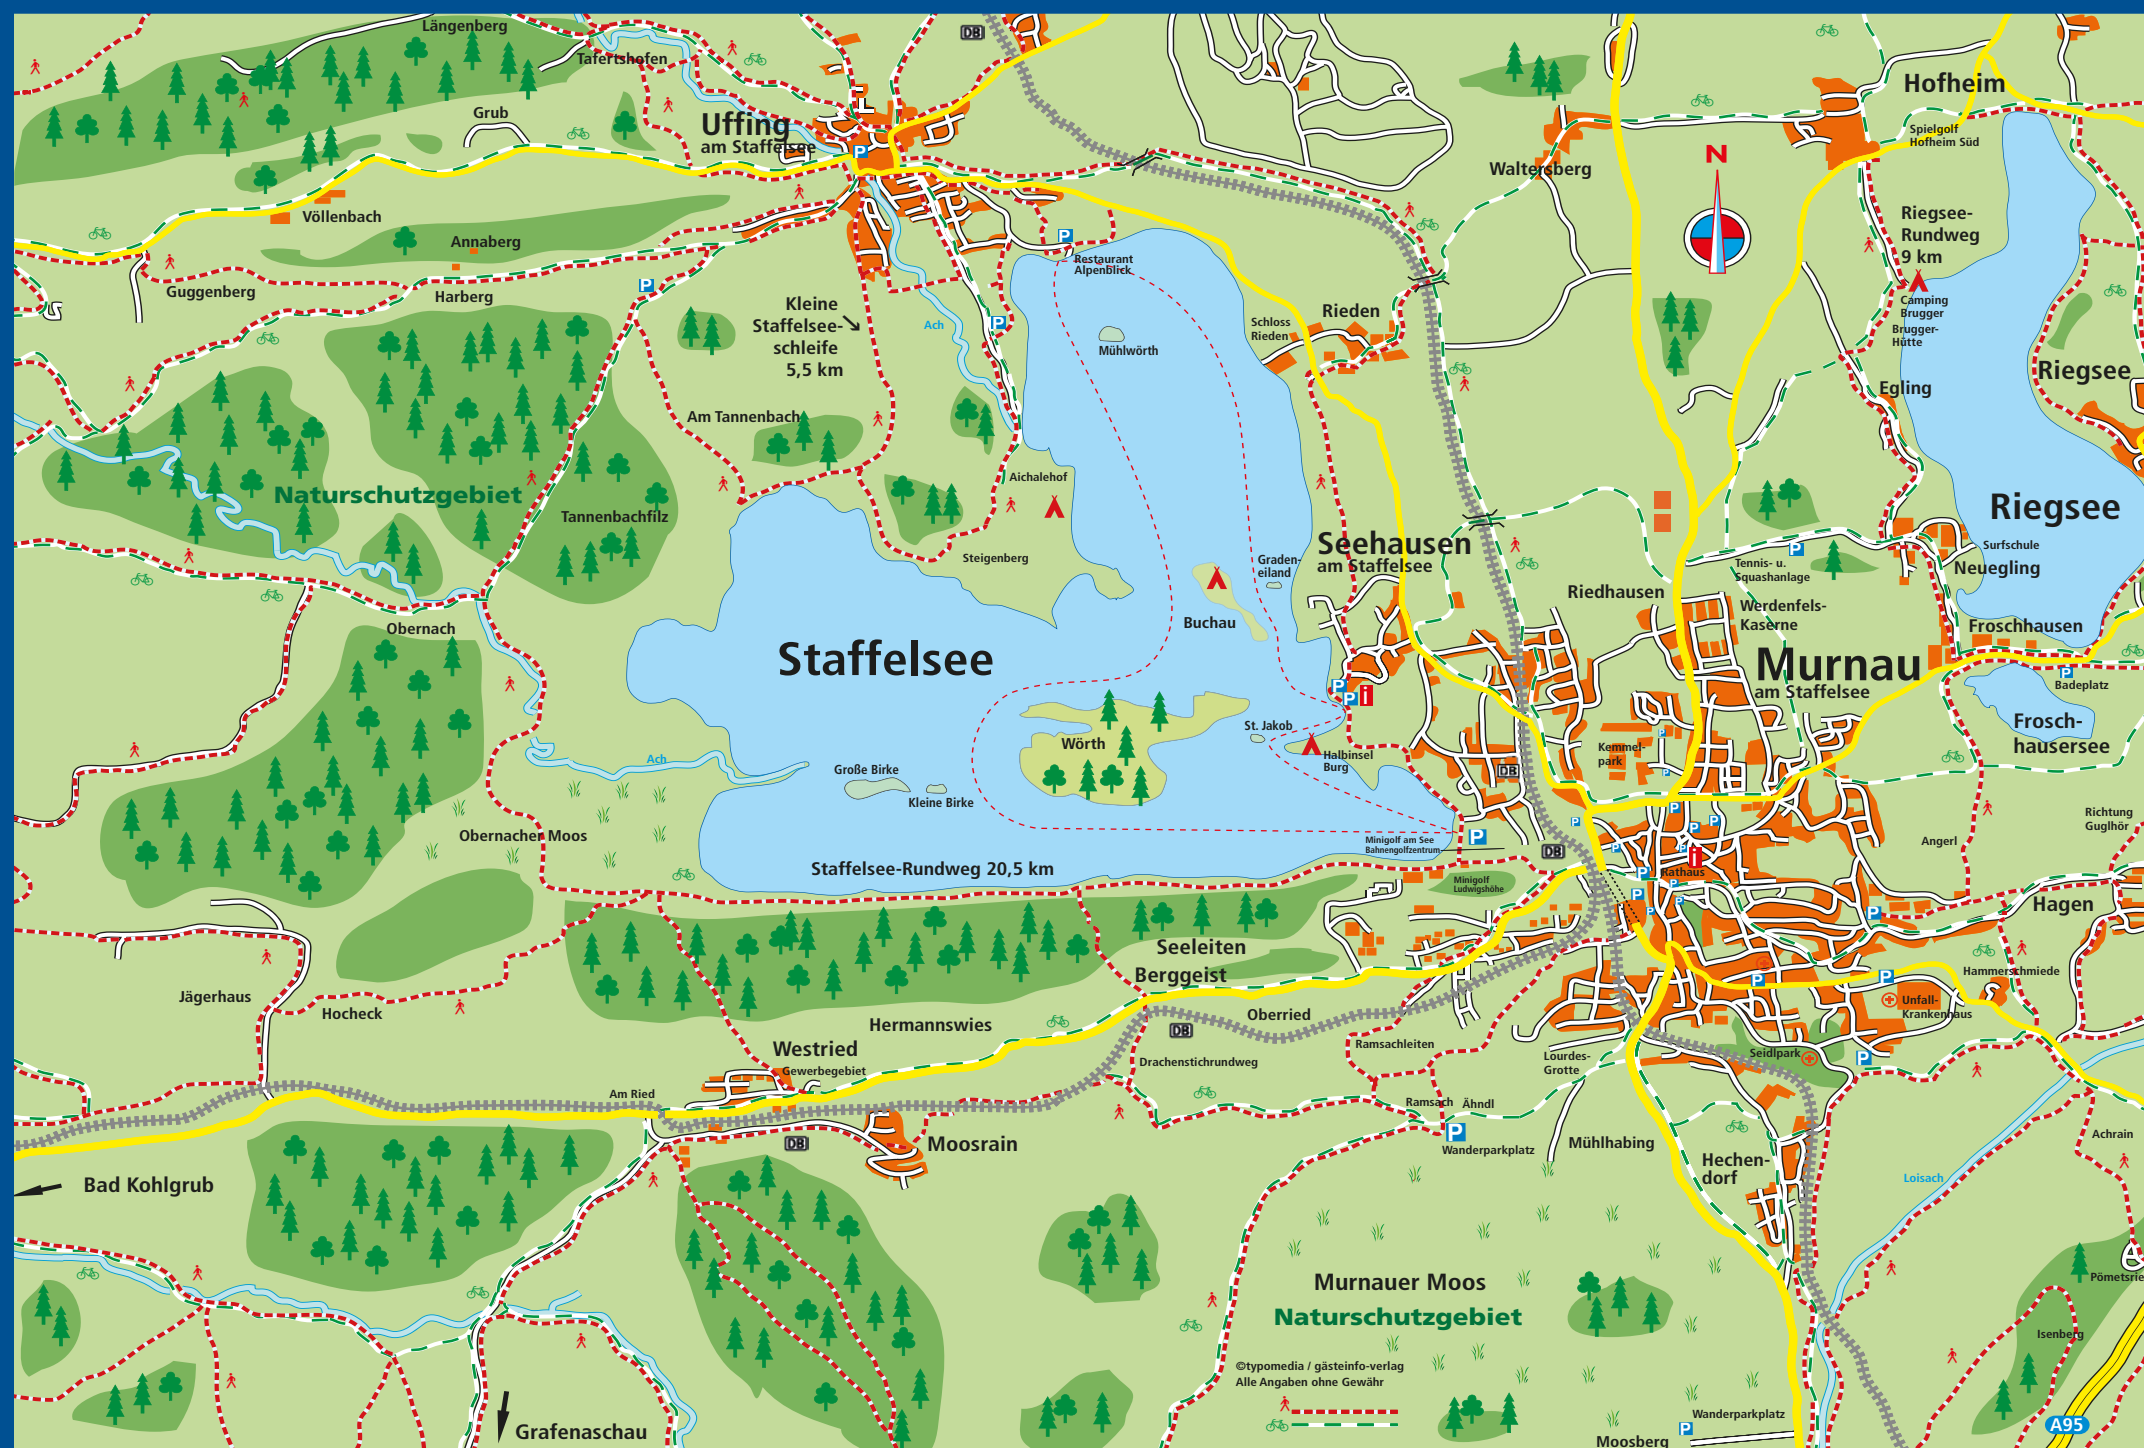 Längenberg
Tafertshofen
DB
Grub
Uffing
am Staffelsee
P
Völlenbach
Annaberg
Guggenberg
Harberg
P
Kleine
Staffelsee-
schleife
5,5 km
Ach
P
P
Restaurant
Alpenblick
Mühlwörth
Schloss
Rieden
Rieden
Waltersberg
N
Hofheim
Spielgolf
Hofheim Süd
Riegsee-
Rundweg
9 km
Camping
Brugger
Brugger-
Hütte
Egling
Riegsee
Riegsee
Am Tannenbach
Naturschutzgebiet
Tannenbachfilz
Aichalehof
Steigenberg
Graden-
eiland
Buchau
Seehausen
am Staffelsee
Riedhausen
P
Tennis- u.
Squashanlage
Werdenfels-
Kaserne
Surfschule
Neuegling
Froschhausen
P
Badeplatz
Frosch-
hausersee
Murnau
am Staffelsee
Obernach
Staffelsee
Wörth
St. Jakob
Halbinsel
Burg
P
P
i
Ach
Große Birke
Kleine Birke
Obernacher Moos
Staffelsee-Rundweg 20,5 km
Minigolf am See
Bahnengolfzentrum
P
DB
DB
Kemmel-
park
P
P
P
P
P
P
P
P
i
Rathaus
P
P
P
P
P
P
Minigolf
Ludwigshöhe
Angerl
Richtung
Guglhör
Hagen
P
Hammerschmiede
P
P
Unfall-
Krankenhaus
Seidlpark
P
Jägerhaus
Hocheck
Seeleiten
Berggeist
Hermannswies
DB
Oberried
Westried
Gewerbegebiet
Am Ried
DB
Moosrain
Drachenstichrundweg
Ramsachleiten
Ramsach
Ähndl
P
Wanderparkplatz
Lourdes-
Grotte
Mühlhabing
Hechen-
dorf
Achrain
Loisach
Bad Kohlgrub
Murnauer Moos
Naturschutzgebiet
Isenberg
©typomedia / gästeinfo-verlag
Alle Angaben ohne Gewähr
Grafenaschau
Wanderparkplatz
P
Moosberg
A95